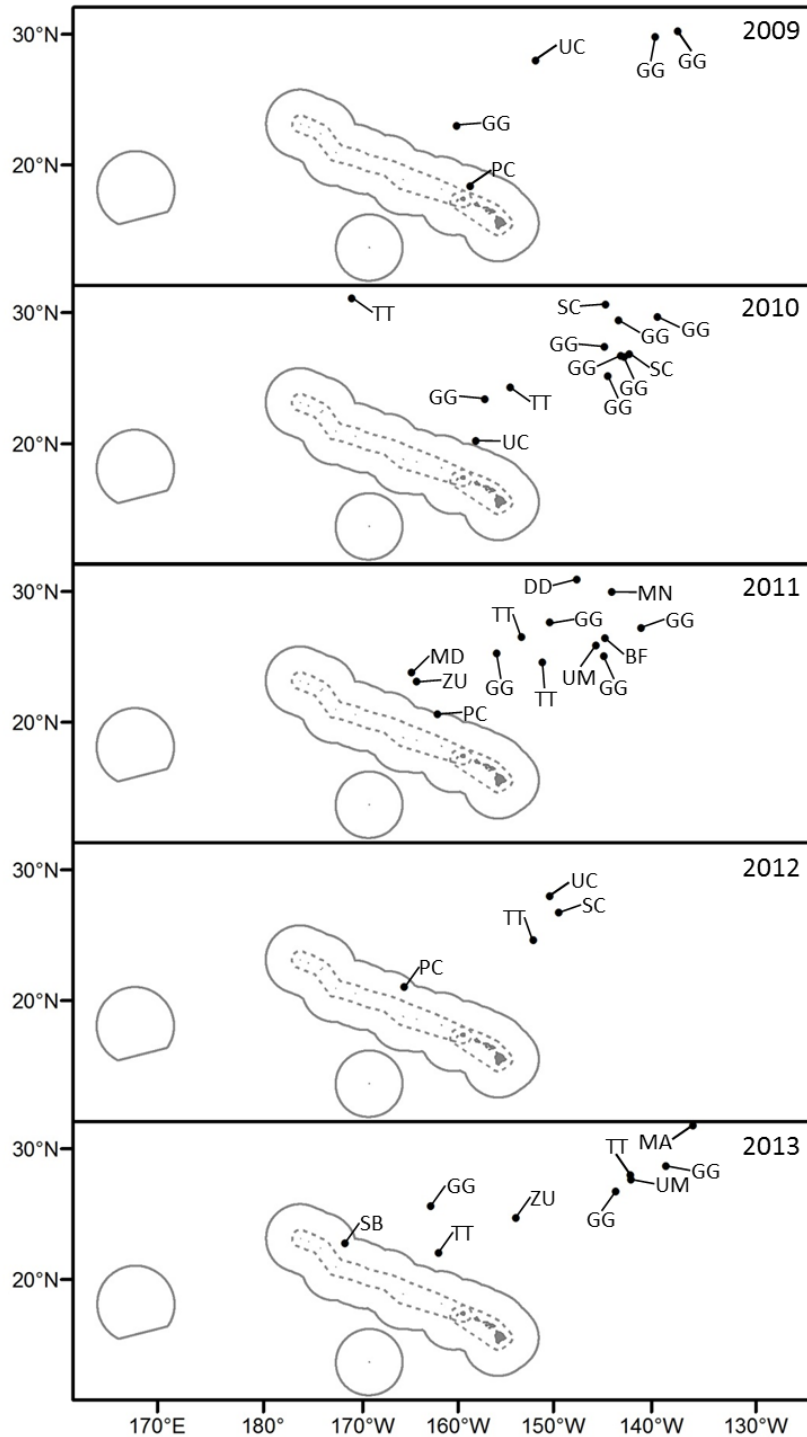 30°N
2009
UC
GG
GG
GG
20°N
PC
30°N
2010
TT
SC
GG
GG
GG
GG
SC
GG
GG
GG
TT
20°N
UC
30°N
2011
DD
MN
TT
GG
GG
MD
BF
ZU
GG
UM
GG
TT
20°N
PC
30°N
2012
UC
SC
TT
PC
20°N
30°N
2013
MA
TT
GG
UM
GG
ZU
GG
SB
TT
20°N
170°E 180° 170°W 160°W 150°W 140°W 130°W